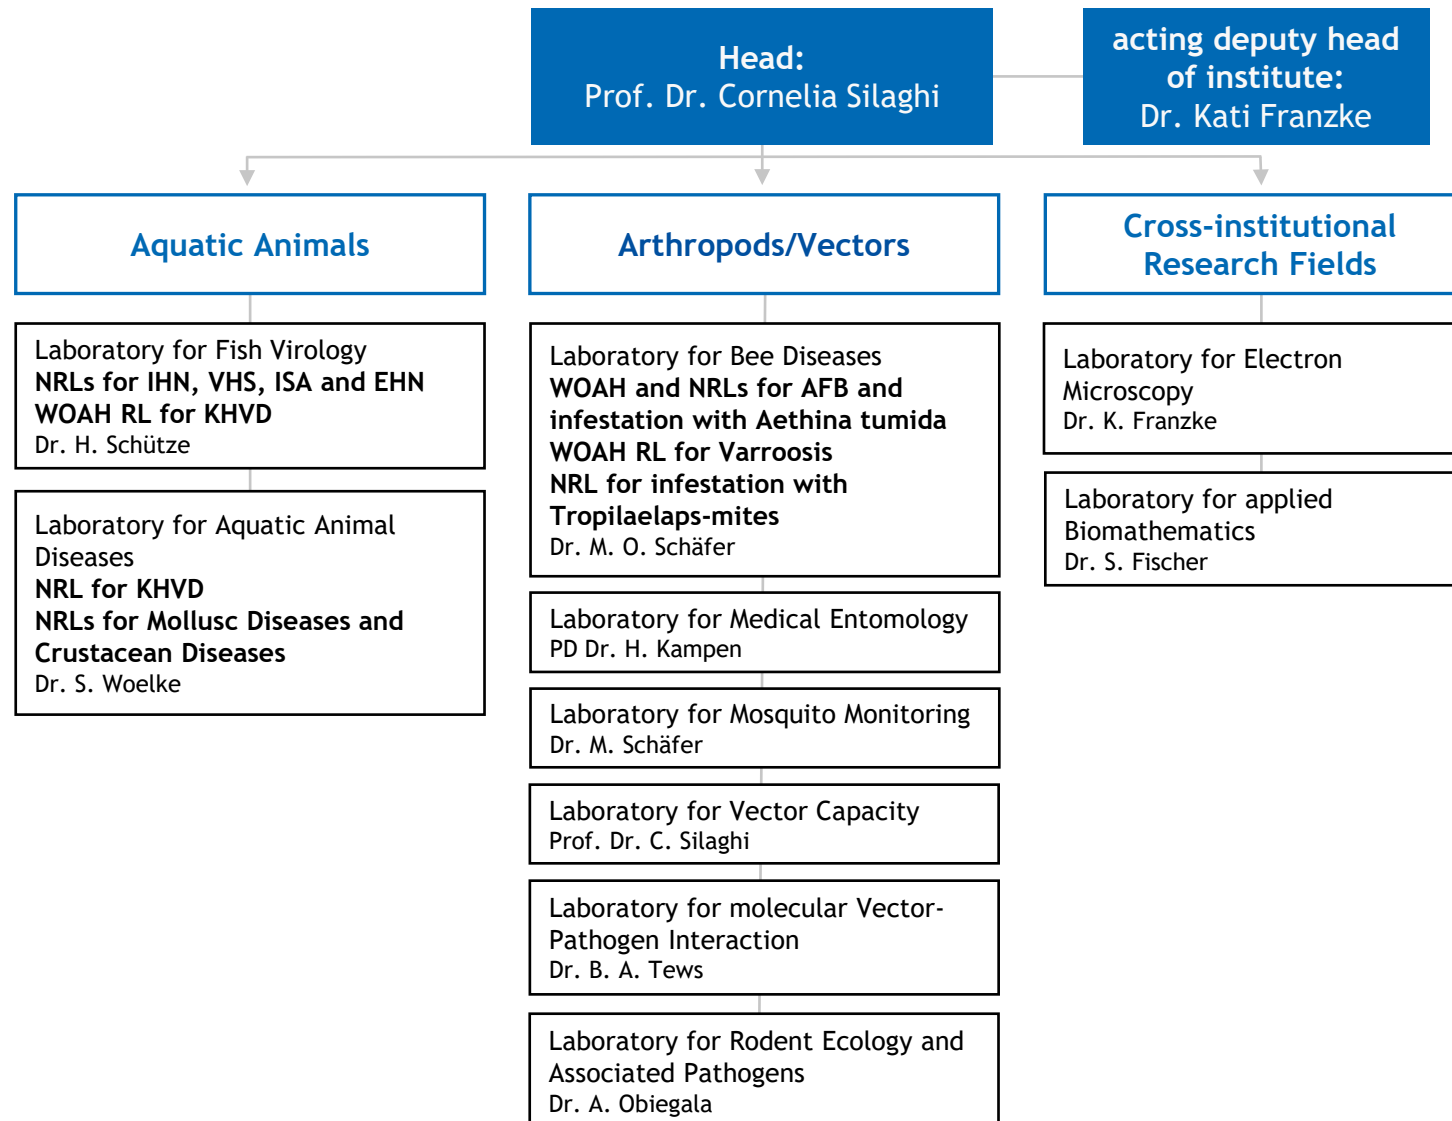 Head:
Prof. Dr. Cornelia Silaghi
acting deputy head
of institute:
Dr. Kati Franzke
Aquatic Animals
Laboratory for Fish Virology
NRLs for IHN, VHS, ISA and EHN
WOAH RL for KHVD
Dr. H. Schütze
Laboratory for Aquatic Animal
Diseases
NRL for KHVD
NRLs for Mollusc Diseases and
Crustacean Diseases
Dr. S. Woelke
Arthropods/Vectors
Laboratory for Bee Diseases
WOAH and NRLs for AFB and
infestation with Aethina tumida
WOAH RL for Varroosis
NRL for infestation with
Tropilaelaps-mites
Dr. M. O. Schäfer
Laboratory for Medical Entomology
PD Dr. H. Kampen
Laboratory for Mosquito Monitoring
Dr. M. Schäfer
Laboratory for Vector Capacity
Prof. Dr. C. Silaghi
Laboratory for molecular Vector-
Pathogen Interaction
Dr. B. A. Tews
Laboratory for Rodent Ecology and
Associated Pathogens
Dr. A. Obiegala
Cross-institutional
Research Fields
Laboratory for Electron
Microscopy
Dr. K. Franzke
Laboratory for applied
Biomathematics
Dr. S. Fischer